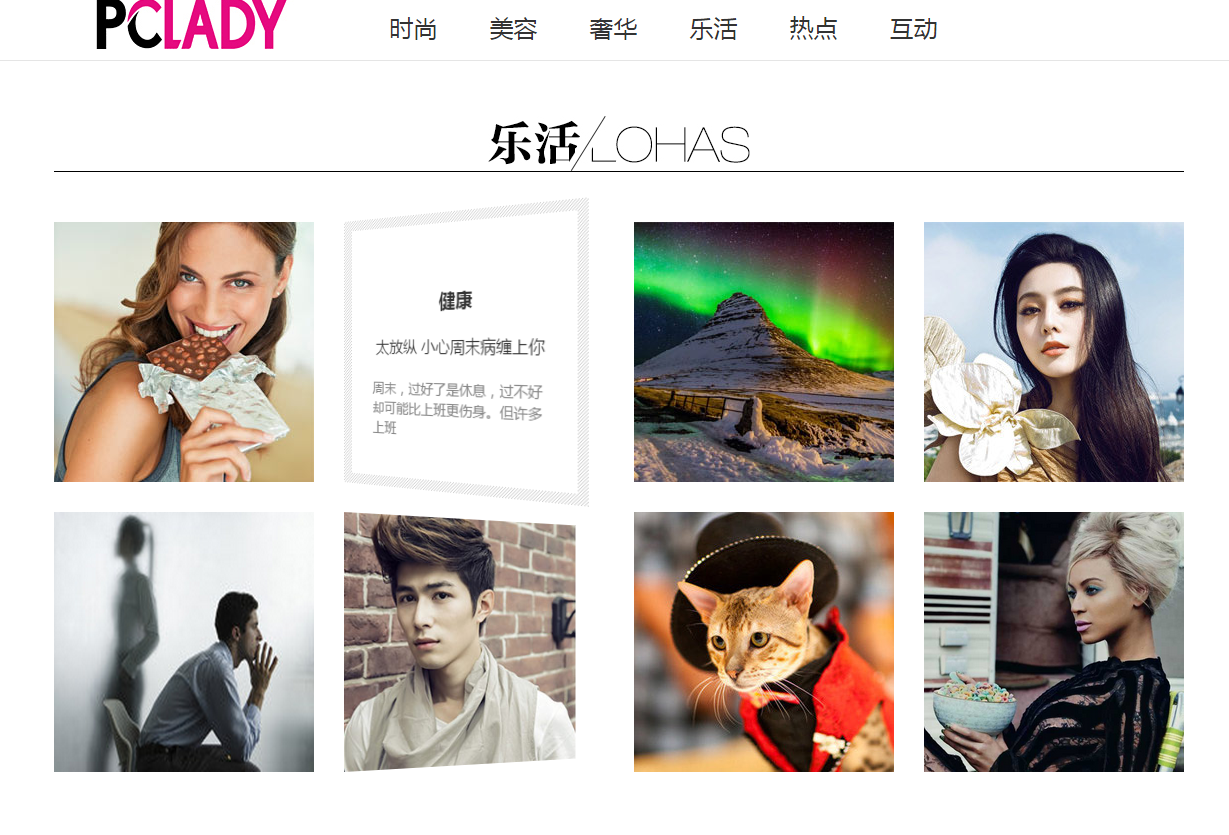 PCLADY
时尚 美容 奢华 乐活 热点 互动
乐活/LOHAS
健康
太放纵 小心周末病缠上你
周末，过好了是休息，过不好
却可能比上班更伤身。但许多
上班